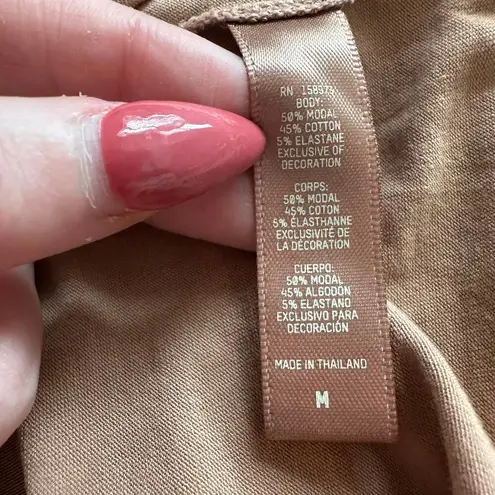 RN
BODY:
50% MODAL
45% COTTON
5% ELASTANE
EXCLUSIVE OF
DECORATION
CORPS:
50% MODAL
45% COTON
5% ÉLASTHANNE
EXCLUSIVITÉ DE
LA DÉCORATION
CUERPO:
50% MODAL
45% ALGODÓN
5% ELASTANO
EXCLUSIVO PARA
DECORACIÓN
MADE IN THAILAND
M